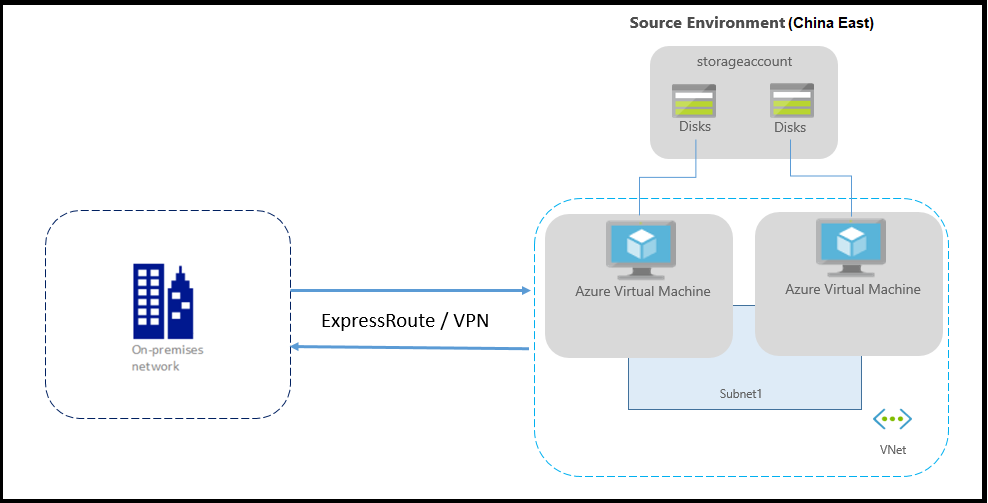 Source Environment (China East)
storageaccount
Disks
Disks
Azure Virtual Machine
Azure Virtual Machine
ExpressRoute / VPN
On-premises
network
Subnet1
VNet